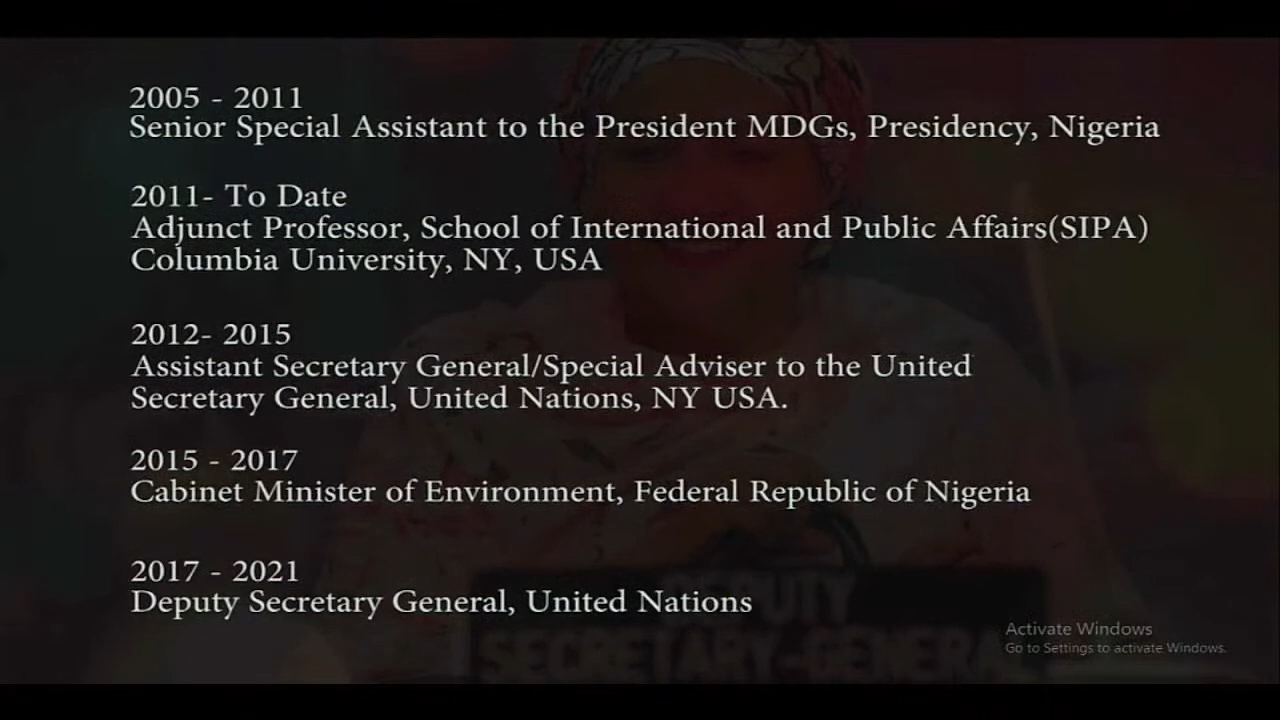 2005 - 2011
Senior Special Assistant to the President MDGs, Presidency, Nigeria
2011- To Date
Adjunct Professor, School of International and Public Affairs(SIPA)
Columbia University, NY, USA
2012- 2015
Assistant Secretary General/Special Adviser to the United
Secretary General, United Nations, NY USA.
2015 - 2017
Cabinet Minister of Environment, Federal Republic of Nigeria
2017 - 2021
Deputy Secretary General, United Nations
DEPUTY
SECRETARY-GENERAL
Activate Windows
Go to Settings to activate Windows.